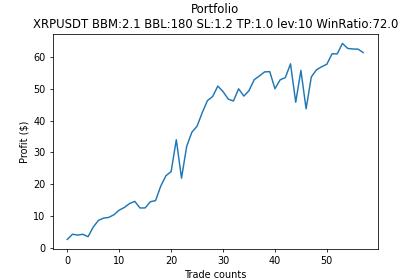 Portfolio
XRPUSDT BBM:2.1 BBL:180 SL:1.2 TP:1.0 lev:10 WinRatio:72.0
60
50
40
30
20
10
0
Profit ($)
0 10 20 30 40 50
Trade counts